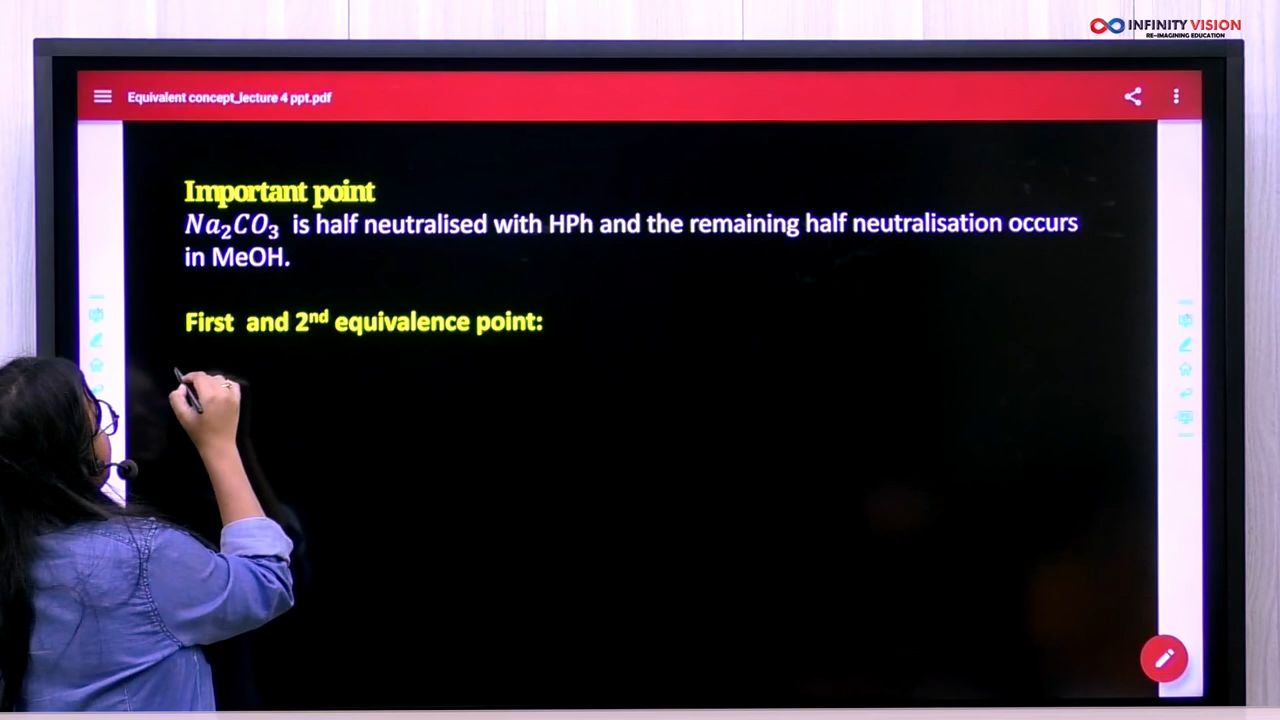 INFINITY VISION
RE-IMAGINING EDUCATION
Equivalent concept_lecture 4 ppt.pdf
Important point
Na₂CO₃ is half neutralised with HPh and the remaining half neutralisation occurs
in MeOH.
First and 2ⁿᵈ equivalence point: